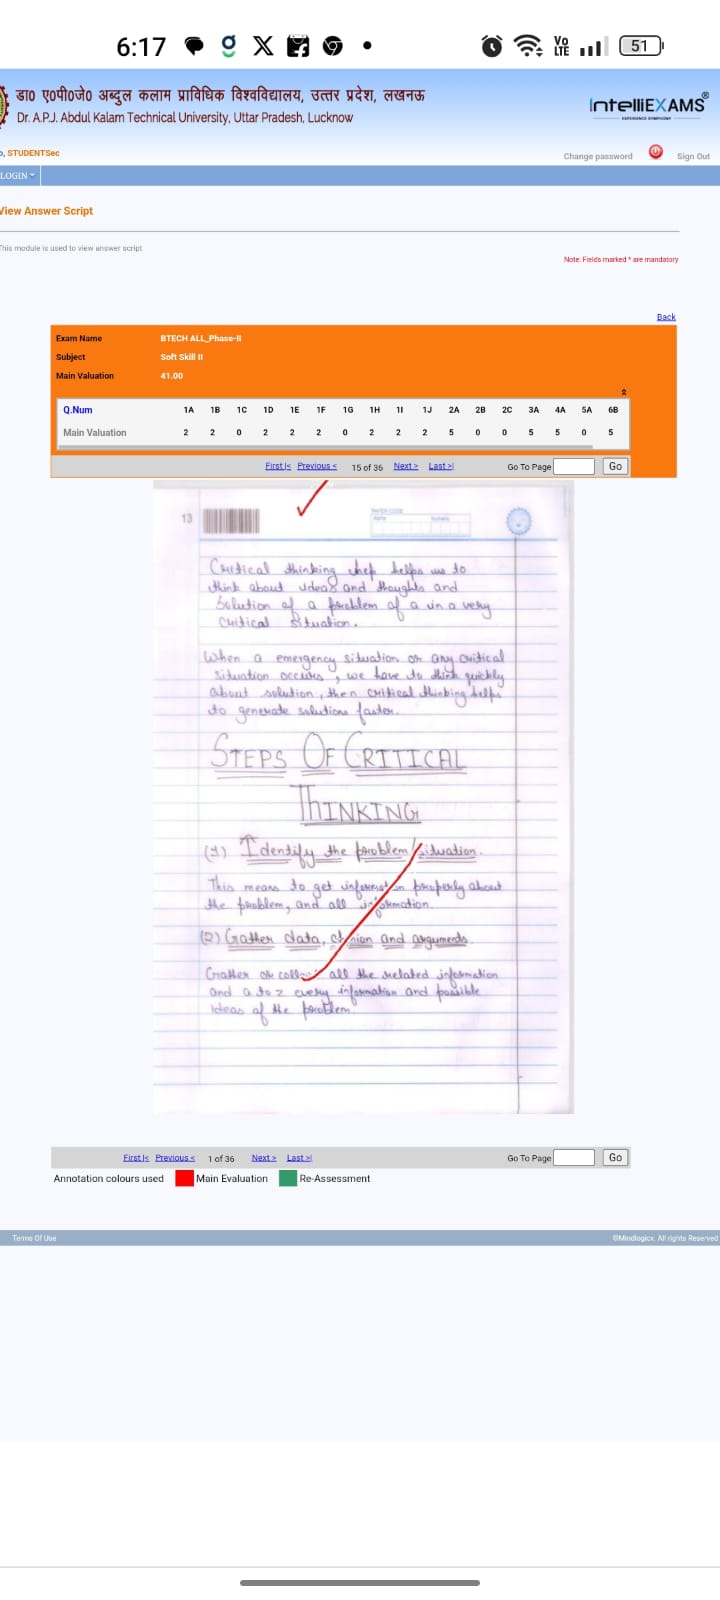 6:17
Vo LTE
51
डा० ए०पी०जे० अब्दुल कलाम प्राविधिक विश्वविद्यालय, उत्तर प्रदेश, लखनऊ
Dr. A.P.J. Abdul Kalam Technical University, Uttar Pradesh, Lucknow
IntelliEXAMS®
o, STUDENTSec
Change password
Sign Out
LOGIN
View Answer Script
This module is used to view answer script
Note: Fields marked * are mandatory
Back
Exam Name BTECH ALL_Phase-II
Subject Soft Skill II
Main Valuation 41.00
Q.Num 1A 1B 1C 1D 1E 1F 1G 1H 1I 1J 2A 2B 2C 3A 4A 5A 6B
Main Valuation 2 2 0 2 2 2 0 2 2 2 5 0 0 5 5 0 5
First|< Previous < 15 of 36 Next > Last >| Go To Page Go
13
PAPER CODE
Critical thinking helps us to
think about ideas and thoughts and
solution of a problem of a in a very
critical situation.
When a emergency situation or any critical
situation occurs, we have to think quickly
about solution, then critical thinking helps
to generate solutions faster.
STEPS OF CRITICAL
THINKING
(1) Identify the problem/situation.
This means to get information properly about
the problem, and all information.
(2) Gather data, opinion and arguments
Gather or collect all the related information
and a to z every information and possible
ideas of the problem.
First|< Previous < 1 of 36 Next > Last >| Go To Page Go
Annotation colours used Main Evaluation Re-Assessment
Terms Of Use
©Mindlogicx. All rights Reserved